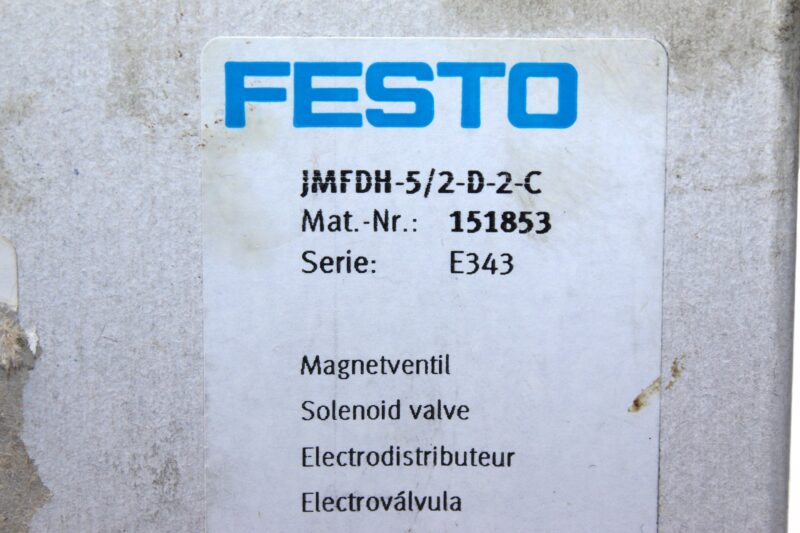 FESTO
JMFDH-5/2-D-2-C
Mat.-Nr.: 151853
Serie: E343
Magnetventil
Solenoid valve
Electrodistributeur
Electroválvula